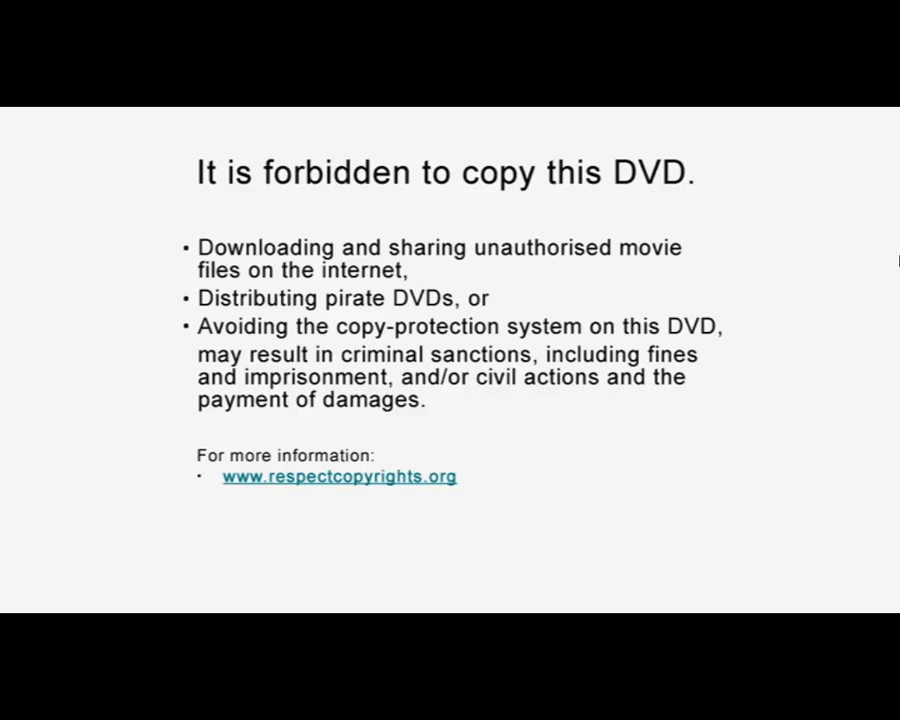 It is forbidden to copy this DVD.
• Downloading and sharing unauthorised movie
files on the internet,
• Distributing pirate DVDs, or
• Avoiding the copy-protection system on this DVD,
may result in criminal sanctions, including fines
and imprisonment, and/or civil actions and the
payment of damages.
For more information:
• www.respectcopyrights.org